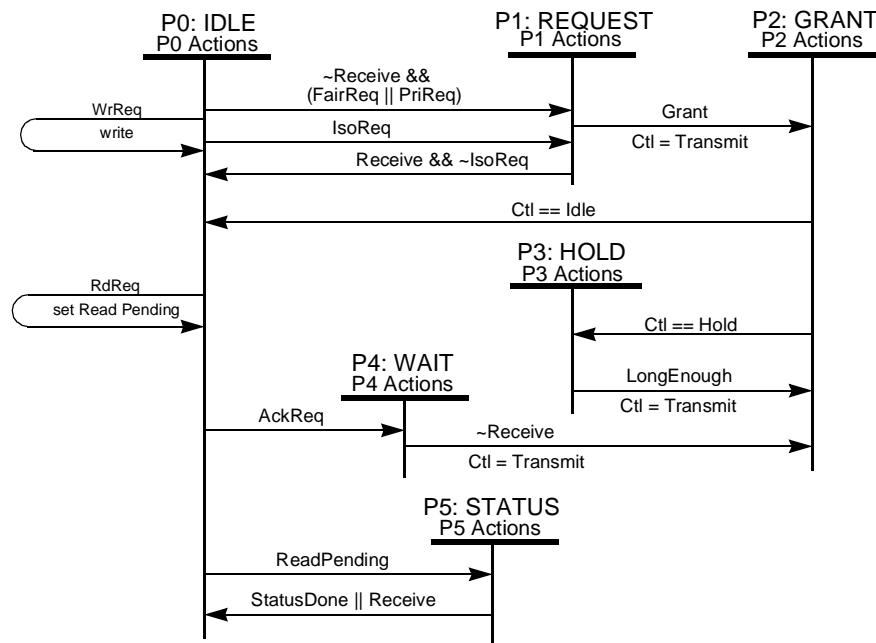 P0: IDLE
P0 Actions
P1: REQUEST
P1 Actions
P2: GRANT
P2 Actions
~Receive &&
(FairReq || PriReq)
WrReq
write
IsoReq
Grant
Ctl = Transmit
Receive && ~IsoReq
Ctl == Idle
P3: HOLD
P3 Actions
RdReq
set Read Pending
Ctl == Hold
P4: WAIT
P4 Actions
LongEnough
Ctl = Transmit
AckReq
~Receive
Ctl = Transmit
P5: STATUS
P5 Actions
ReadPending
StatusDone || Receive